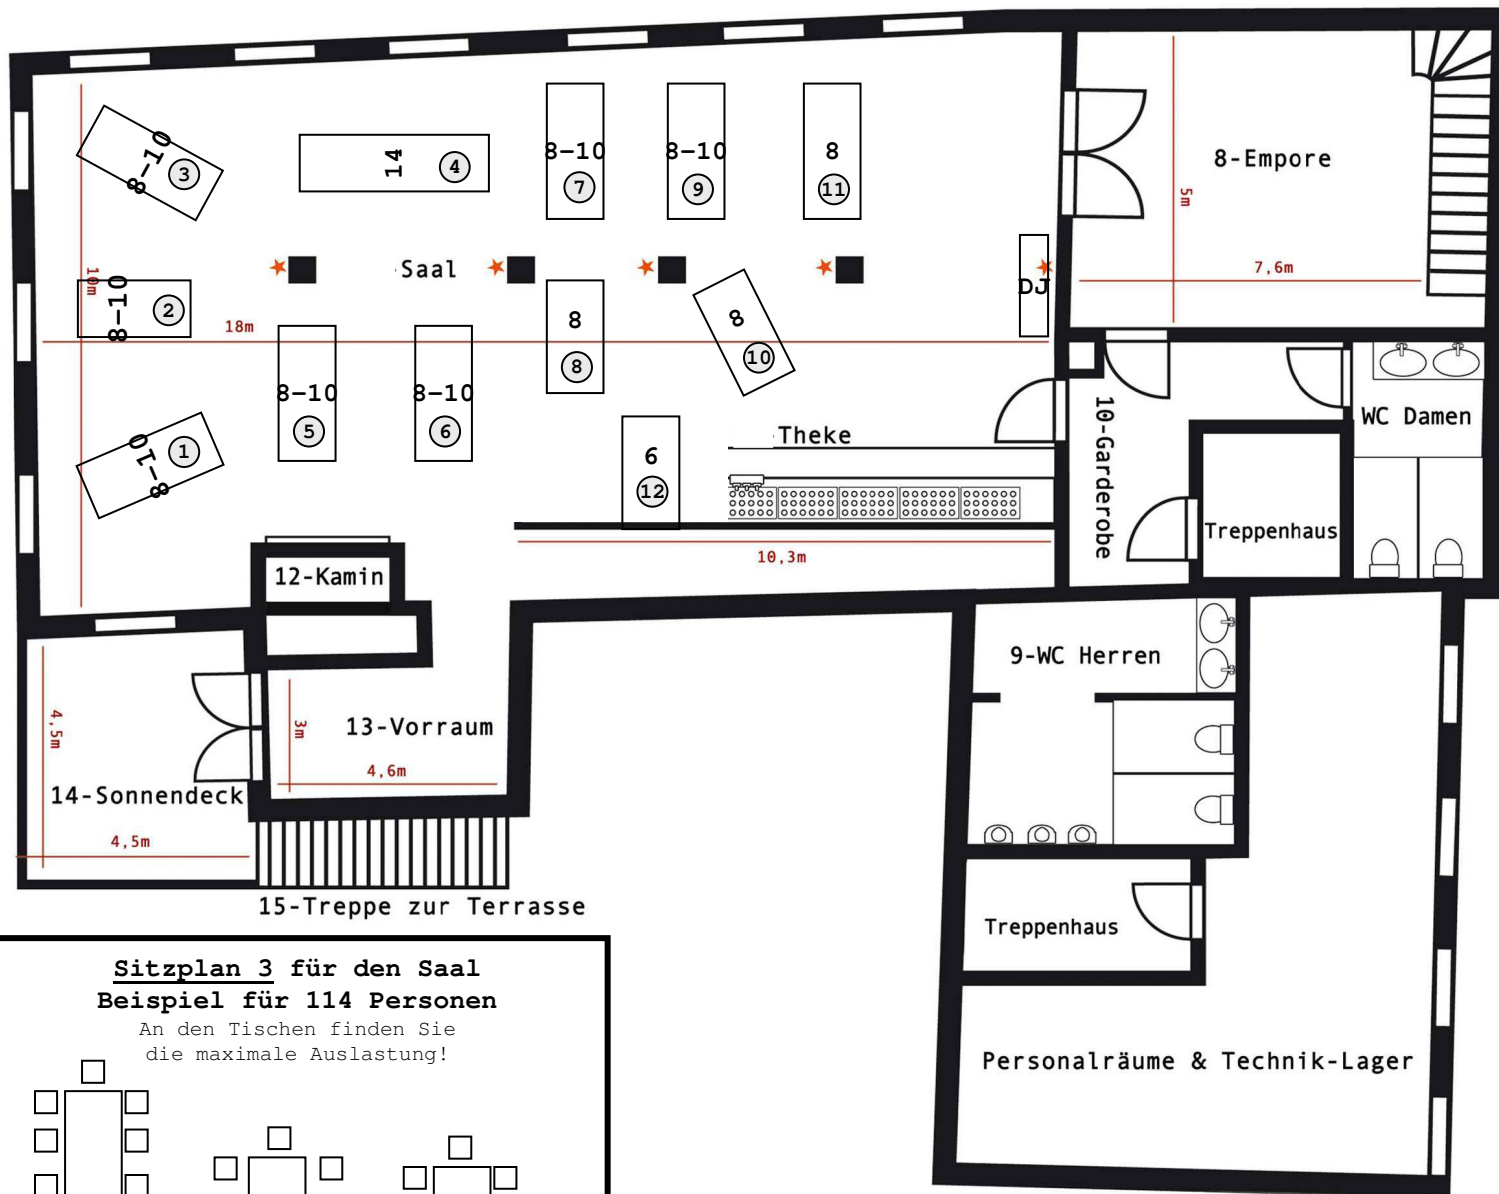 8-10
3
14
4
8-10
7
8-10
9
8
11
8-Empore
5m
7,6m
10m
8-10
2
Saal
18m
DJ
8
8
8
10
8-10
5
8-10
6
8-10
1
6
12
Theke
10,3m
10-Garderobe
WC Damen
Treppenhaus
12-Kamin
9-WC Herren
4,5m
3m
13-Vorraum
4,6m
14-Sonnendeck
4,5m
15-Treppe zur Terrasse
Treppenhaus
Personalräume & Technik-Lager
Sitzplan 3 für den Saal
Beispiel für 114 Personen
An den Tischen finden Sie
die maximale Auslastung!